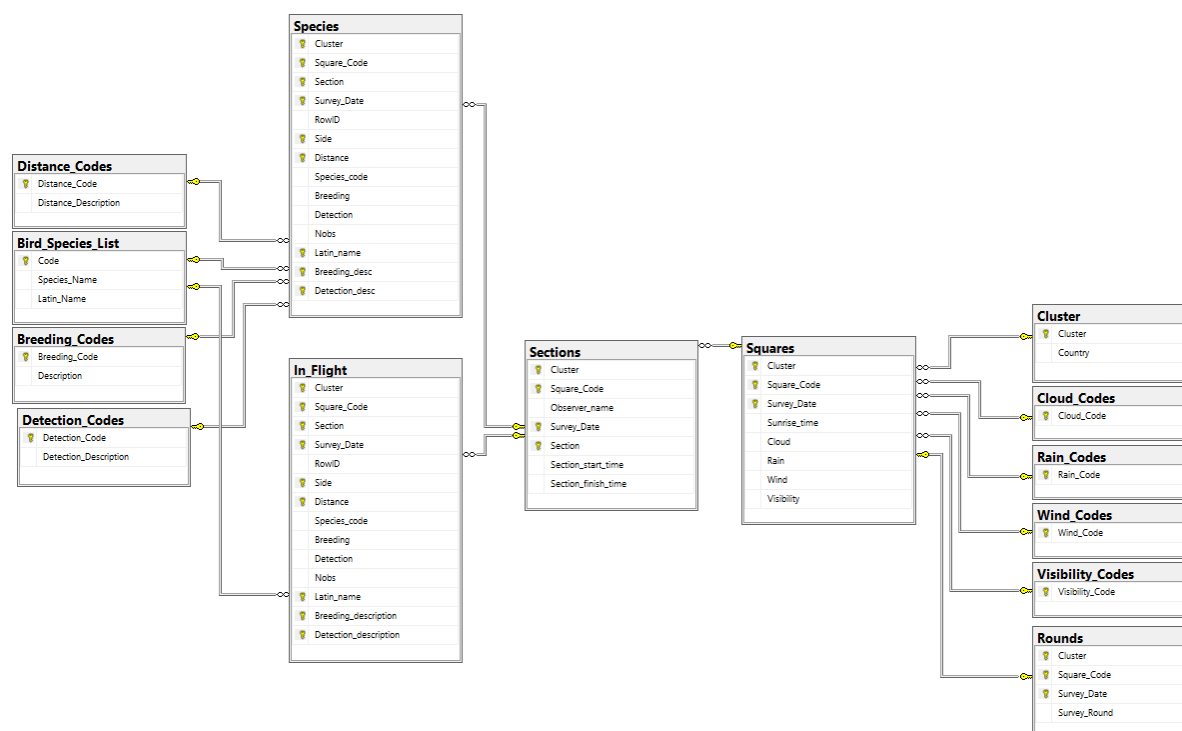 Species
Cluster
Square_Code
Section
Survey_Date
RowID
Side
Distance
Species_code
Breeding
Detection
Nobs
Latin_name
Breeding_desc
Detection_desc
Distance_Codes
Distance_Code
Distance_Description
Bird_Species_List
Code
Species_Name
Latin_Name
Breeding_Codes
Breeding_Code
Description
Detection_Codes
Detection_Code
Detection_Description
In_Flight
Cluster
Square_Code
Section
Survey_Date
RowID
Side
Distance
Species_code
Breeding
Detection
Nobs
Latin_name
Breeding_description
Detection_description
Sections
Cluster
Square_Code
Observer_name
Survey_Date
Section
Section_start_time
Section_finish_time
Squares
Cluster
Square_Code
Survey_Date
Sunrise_time
Cloud
Rain
Wind
Visibility
Cluster
Cluster
Country
Cloud_Codes
Cloud_Code
Rain_Codes
Rain_Code
Wind_Codes
Wind_Code
Visibility_Codes
Visibility_Code
Rounds
Cluster
Square_Code
Survey_Date
Survey_Round